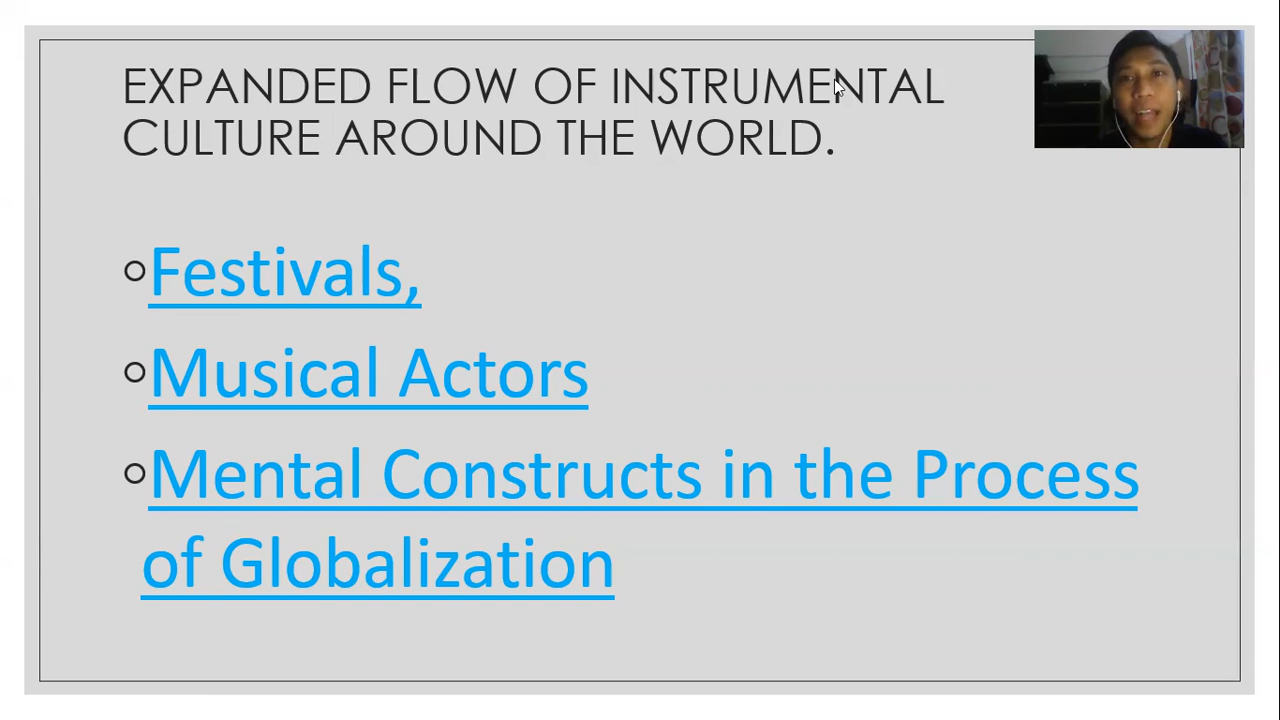 EXPANDED FLOW OF INSTRUMENTAL
CULTURE AROUND THE WORLD.
Festivals,
Musical Actors
Mental Constructs in the Process
of Globalization